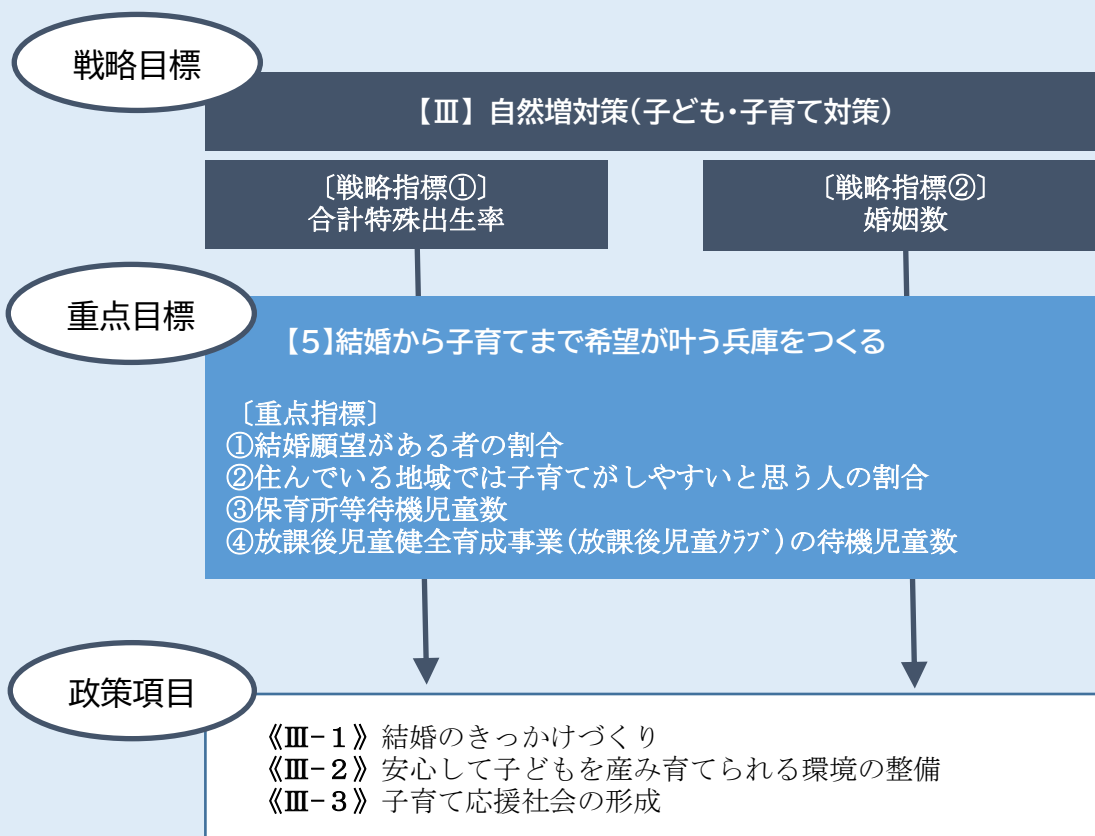 戦略目標
【Ⅲ】自然増対策(子ども・子育て対策)
〔戦略指標①〕
合計特殊出生率
〔戦略指標②〕
婚姻数
重点目標
【5】結婚から子育てまで希望が叶う兵庫をつくる
〔重点指標〕
①結婚願望がある者の割合
②住んでいる地域では子育てがしやすいと思う人の割合
③保育所等待機児童数
④放課後児童健全育成事業(放課後児童ｸﾗﾌﾞ)の待機児童数
政策項目
《Ⅲ-1》結婚のきっかけづくり
《Ⅲ-2》安心して子どもを産み育てられる環境の整備
《Ⅲ-3》子育て応援社会の形成